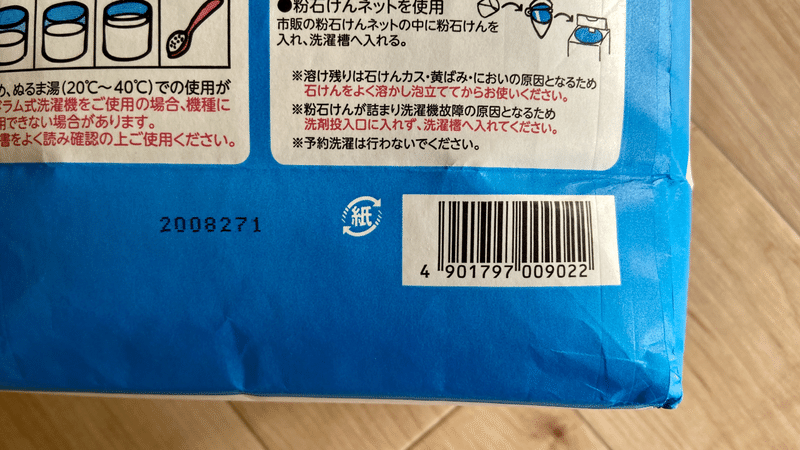 め、ぬるま湯(20℃〜40℃)での使用が
ドラム式洗濯機をご使用の場合、機種に
用できない場合があります。
書をよく読み確認の上ご使用ください。
●粉石けんネットを使用
市販の粉石けんネットの中に粉石けんを
入れ、洗濯槽へ入れる。
※溶け残りは石けんカス・黄ばみ・においの原因となるため
石けんをよく溶かし泡立ててからお使いください。
※粉石けんが詰まり洗濯機故障の原因となるため
洗剤投入口に入れず、洗濯槽へ入れてください。
※予約洗濯は行わないでください。
2008271
紙
4 901797 009022